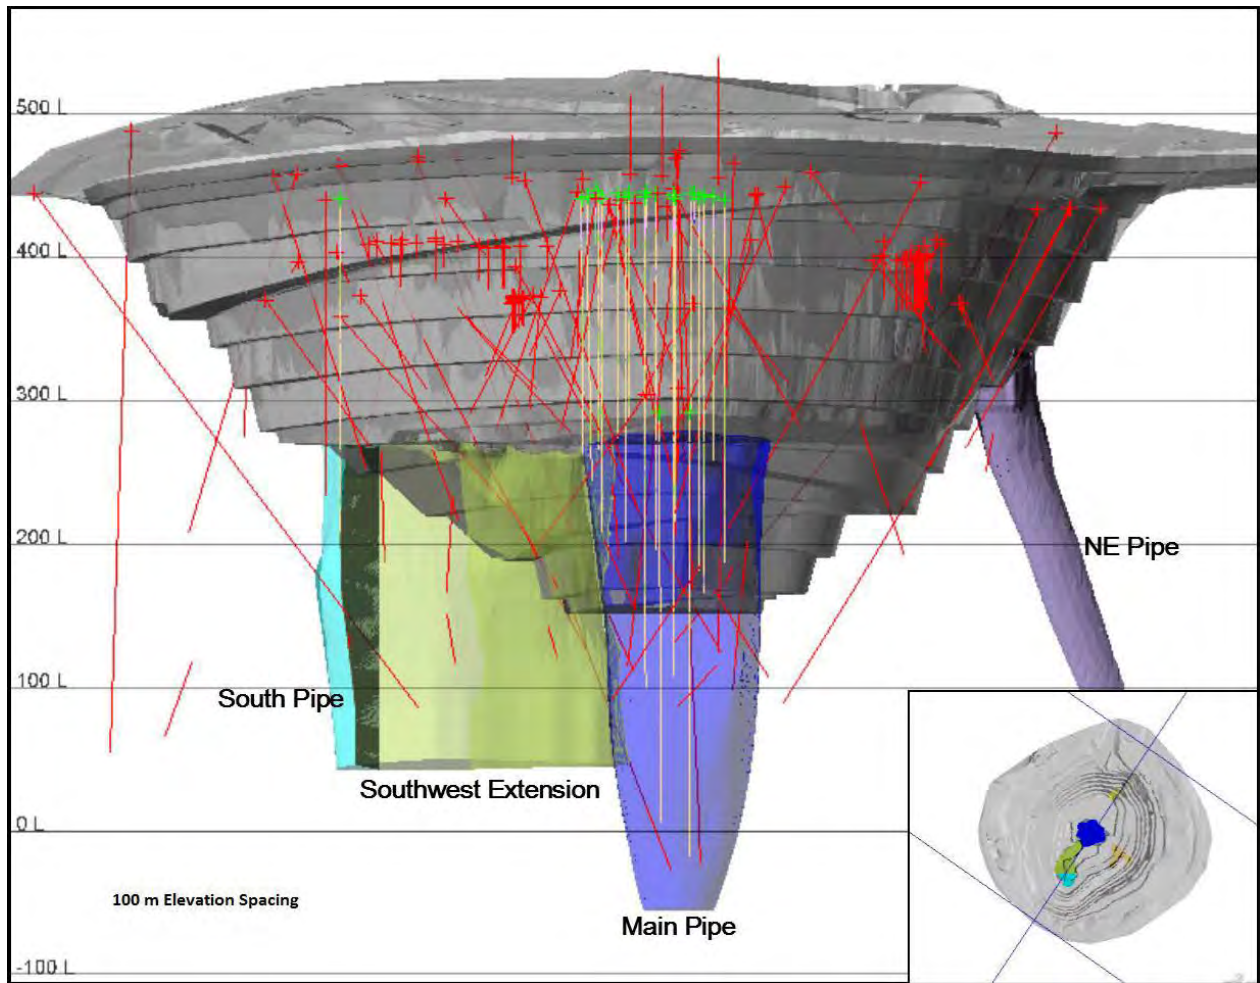 500 L
400 L
300 L
200 L
NE Pipe
100 L
South Pipe
Southwest Extension
0 L
100 m Elevation Spacing
Main Pipe
-100 L